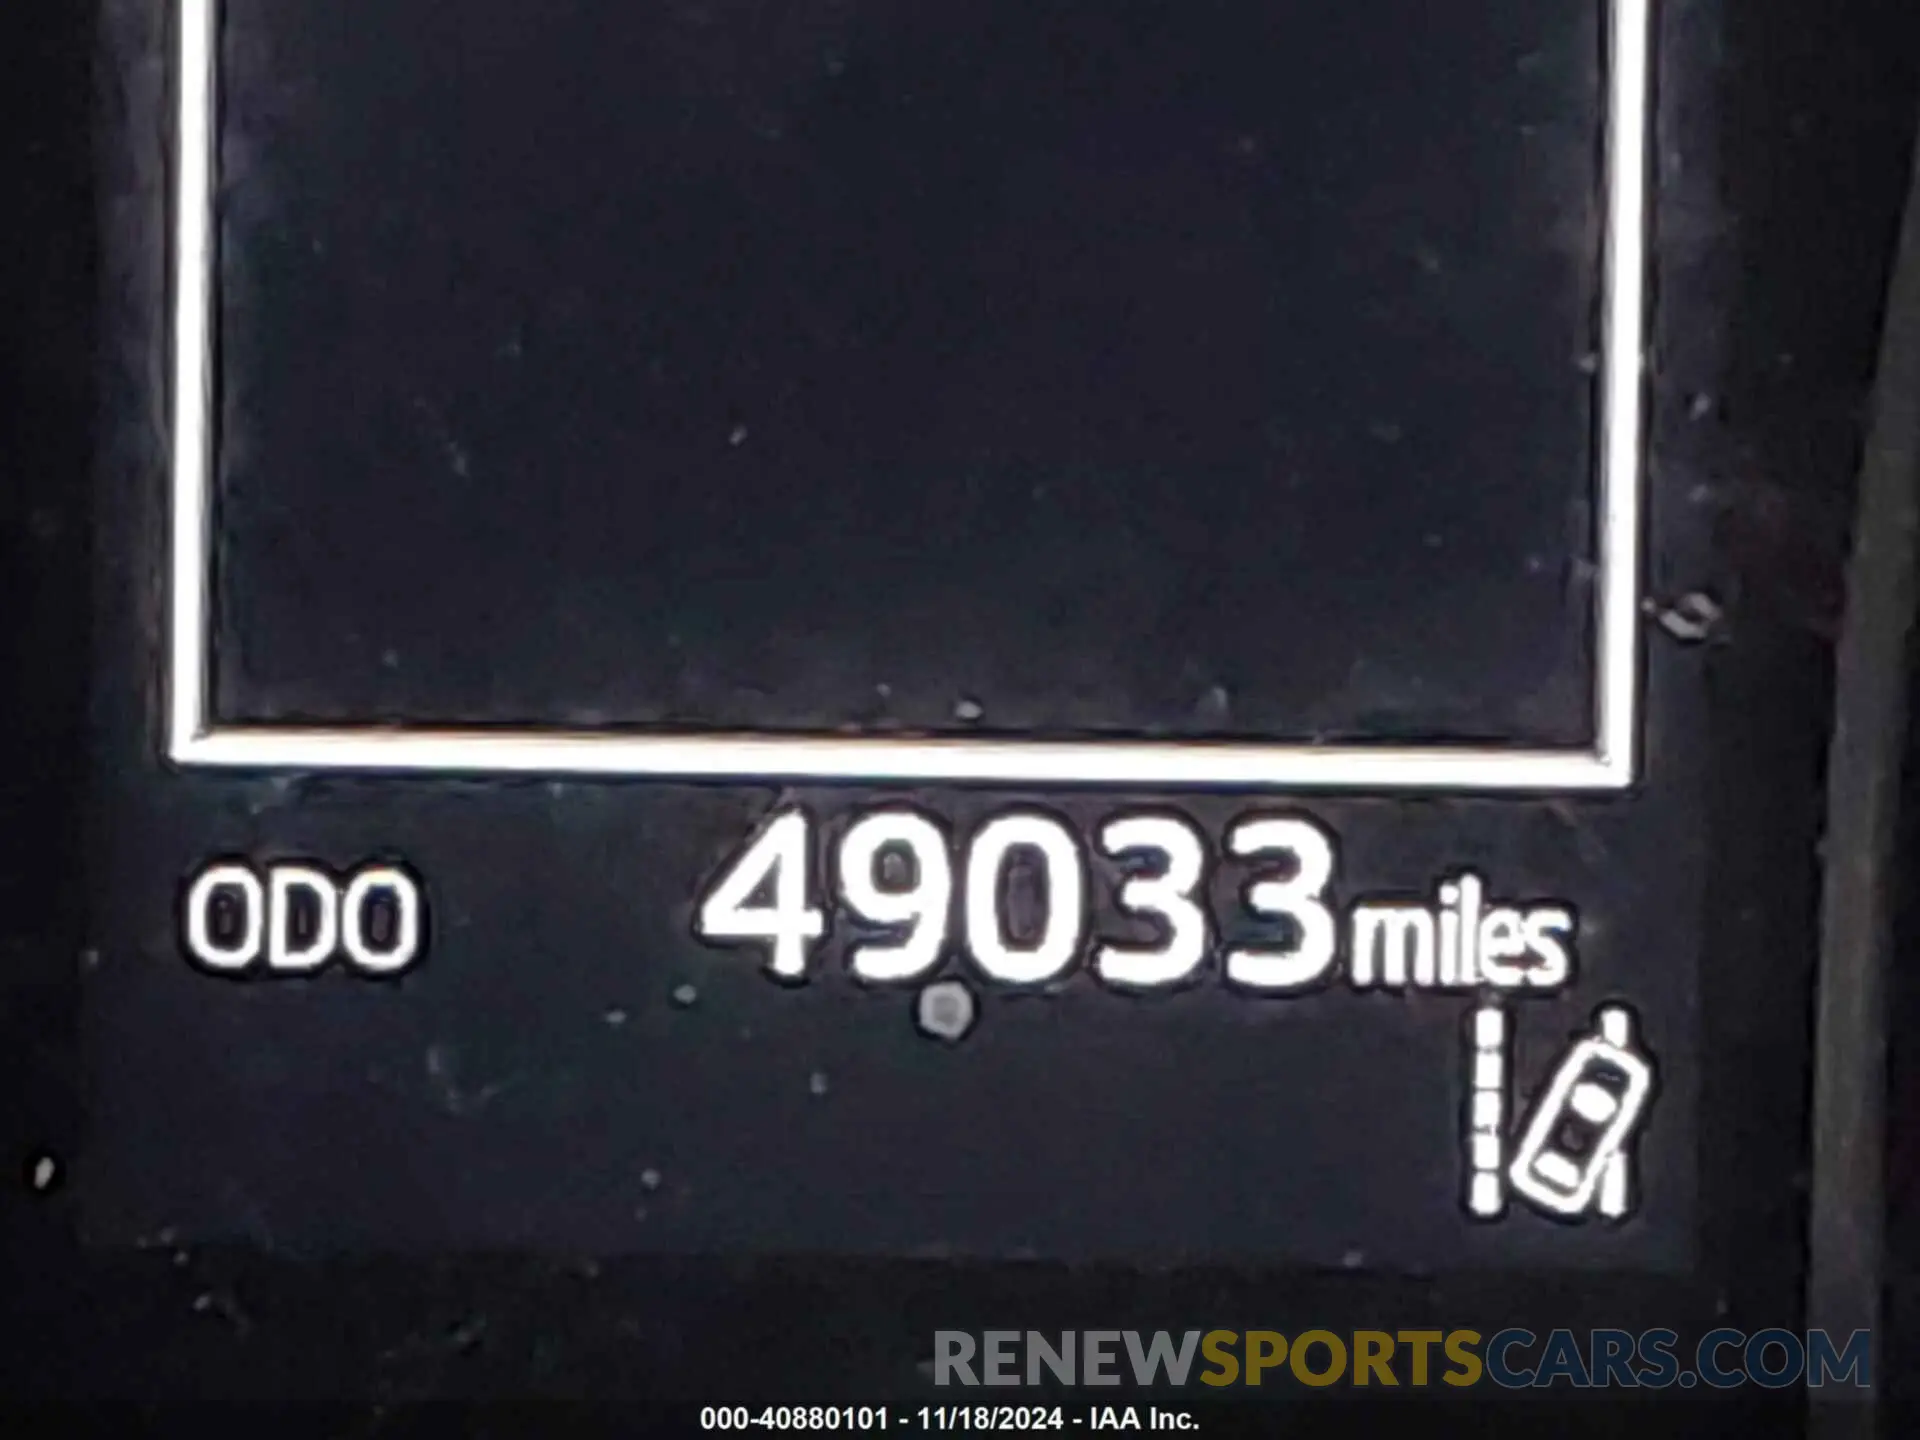 ODO 49033 miles
RENEWSPORTSCARS.COM
000-40880101 - 11/18/2024 - IAA Inc.